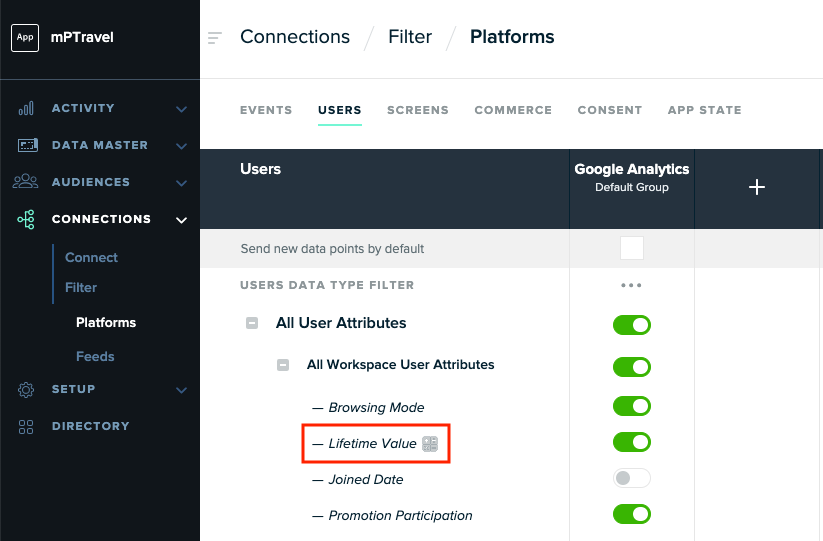 App
mPTravel
Connections / Filter / Platforms
ACTIVITY
DATA MASTER
AUDIENCES
CONNECTIONS
Connect
Filter
Platforms
Feeds
SETUP
DIRECTORY
EVENTS USERS SCREENS COMMERCE CONSENT APP STATE
Users
Google Analytics
Default Group
+
Send new data points by default
USERS DATA TYPE FILTER
All User Attributes
All Workspace User Attributes
— Browsing Mode
— Lifetime Value
— Joined Date
— Promotion Participation